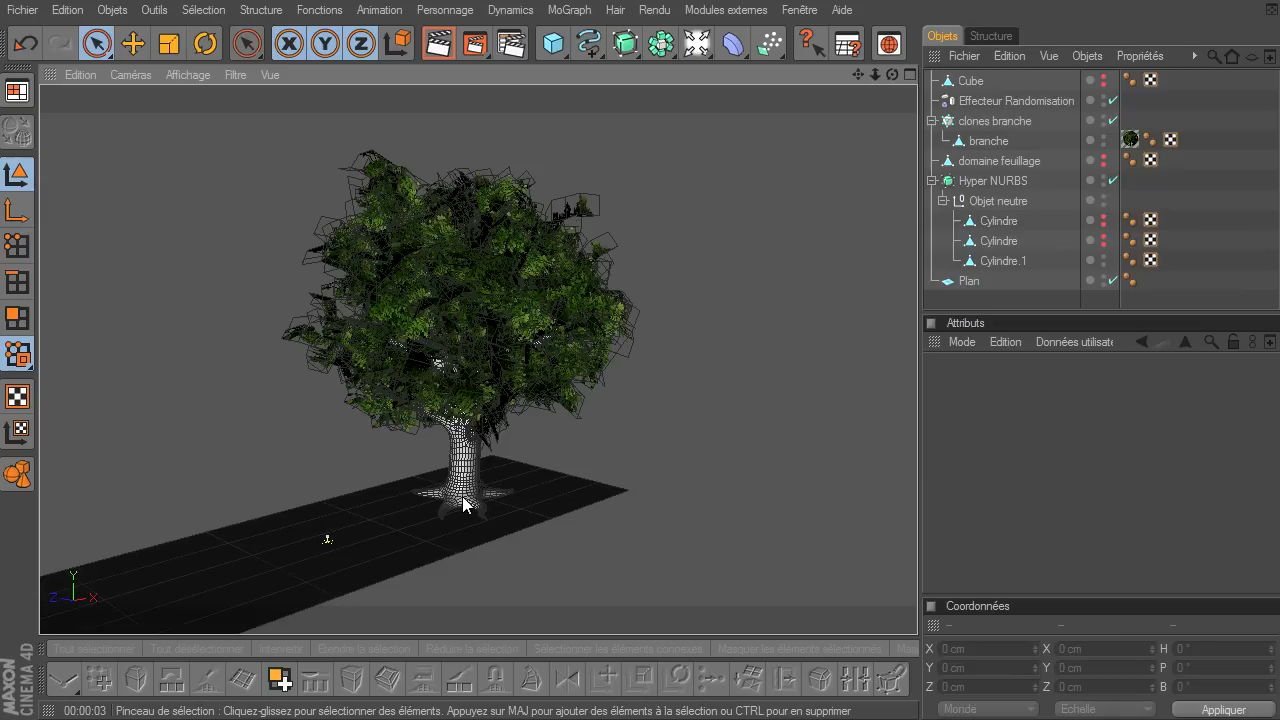 Fichier Edition Objets Outils Sélection Structure Fonctions Animation Personnage Dynamics MoGraph Hair Rendu Modules externes Fenêtre Aide
Objets Structure
Edition Caméras Affichage Filtre Vue
Fichier Edition Vue Objets Propriétés
Cube
Effecteur Randomisation
clones branche
branche
domaine feuillage
Hyper NURBS
Objet neutre
Cylindre
Cylindre
Cylindre.1
Plan
Attributs
Mode Edition Données utilisate
Y
Z X
Coordonnées
X 0 cm X 0 cm H 0 °
Y 0 cm Y 0 cm P 0 °
Z 0 cm Z 0 cm B 0 °
Monde Echelle Appliquer
Tout sélectionner Tout désélectionner Intervertir Etendre la sélection Réduire la sélection Sélectionner les éléments connexes Masquer les éléments sélectionnés Mas
MAXON
CINEMA 4D
00:00:03 Pinceau de sélection : Cliquez-glissez pour sélectionner des éléments. Appuyez sur MAJ pour ajouter des éléments à la sélection ou CTRL pour en supprimer